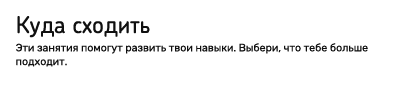 Куда сходить
Эти занятия помогут развить твои навыки. Выбери, что тебе больше
подходит.